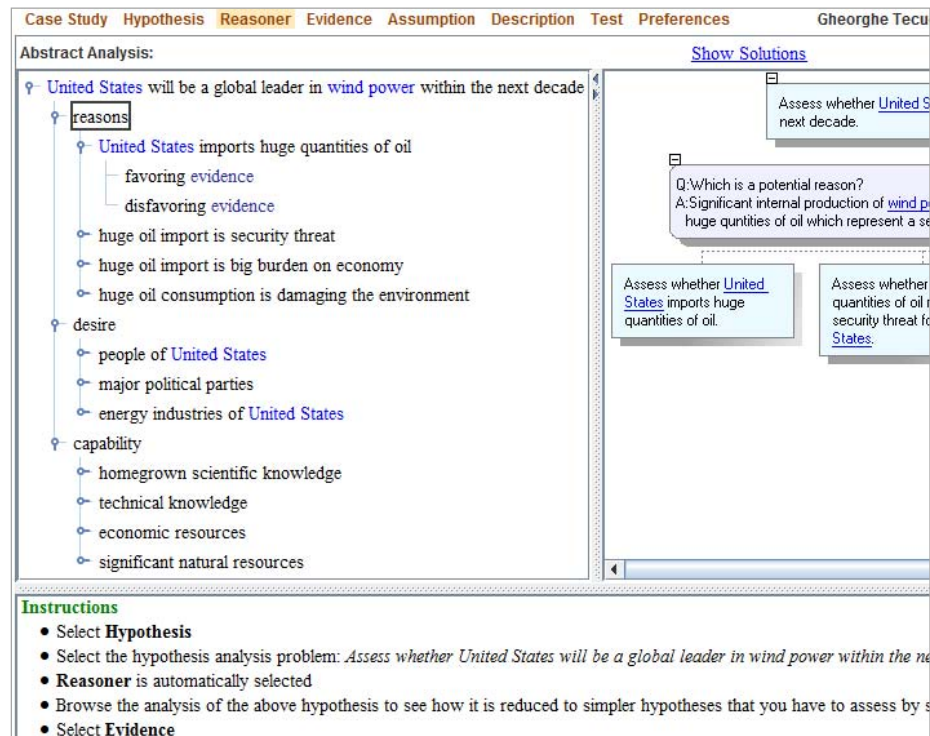 Case Study Hypothesis Reasoner Evidence Assumption Description Test Preferences Gheorghe Tecu
Abstract Analysis:
Show Solutions
United States will be a global leader in wind power within the next decade
reasons
United States imports huge quantities of oil
favoring evidence
disfavoring evidence
huge oil import is security threat
huge oil import is big burden on economy
huge oil consumption is damaging the environment
desire
people of United States
major political parties
energy industries of United States
capability
homegrown scientific knowledge
technical knowledge
economic resources
significant natural resources
Assess whether United S
next decade.
Q:Which is a potential reason?
A:Significant internal production of wind p
huge quntities of oil which represent a se
Assess whether United
States imports huge
quantities of oil.
Assess whether
quantities of oil r
security threat fo
States.
Instructions
• Select Hypothesis
• Select the hypothesis analysis problem: Assess whether United States will be a global leader in wind power within the ne
• Reasoner is automatically selected
• Browse the analysis of the above hypothesis to see how it is reduced to simpler hypotheses that you have to assess by s
• Select Evidence